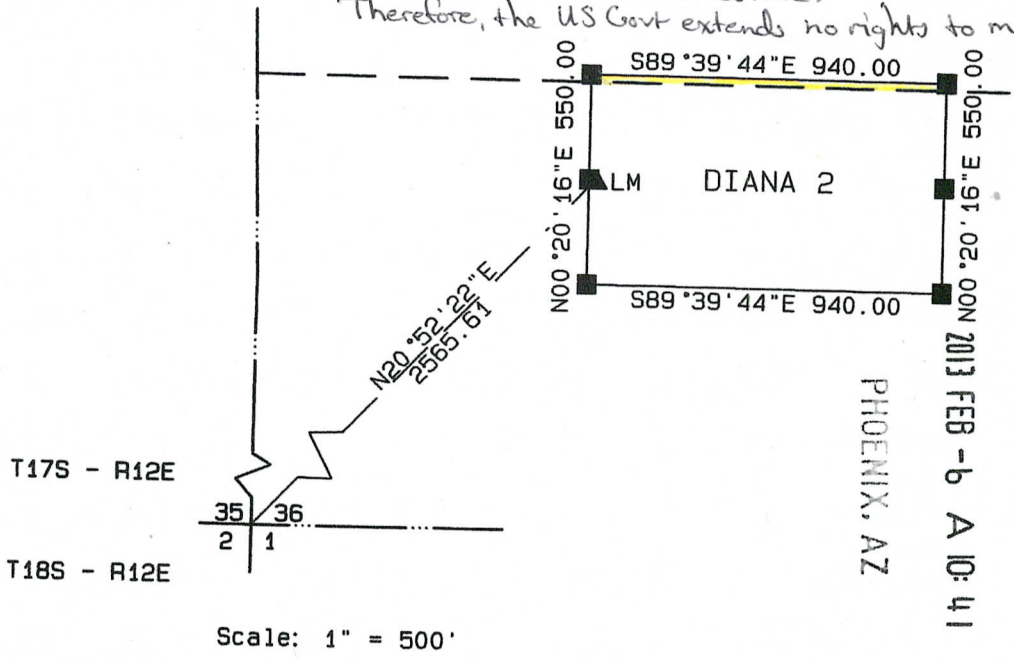 Therefore, the US Govt extends no rights to m
S89°39'44"E 940.00
N00°20'16"E 550.00
N00°20'16"E 550.00
LM
DIANA 2
S89°39'44"E 940.00
N20°52'22"E
2565.61
2013 FEB -6 A 10:41
PHOENIX, AZ
T17S - R12E
35 36
2 1
T18S - R12E
Scale: 1" = 500'